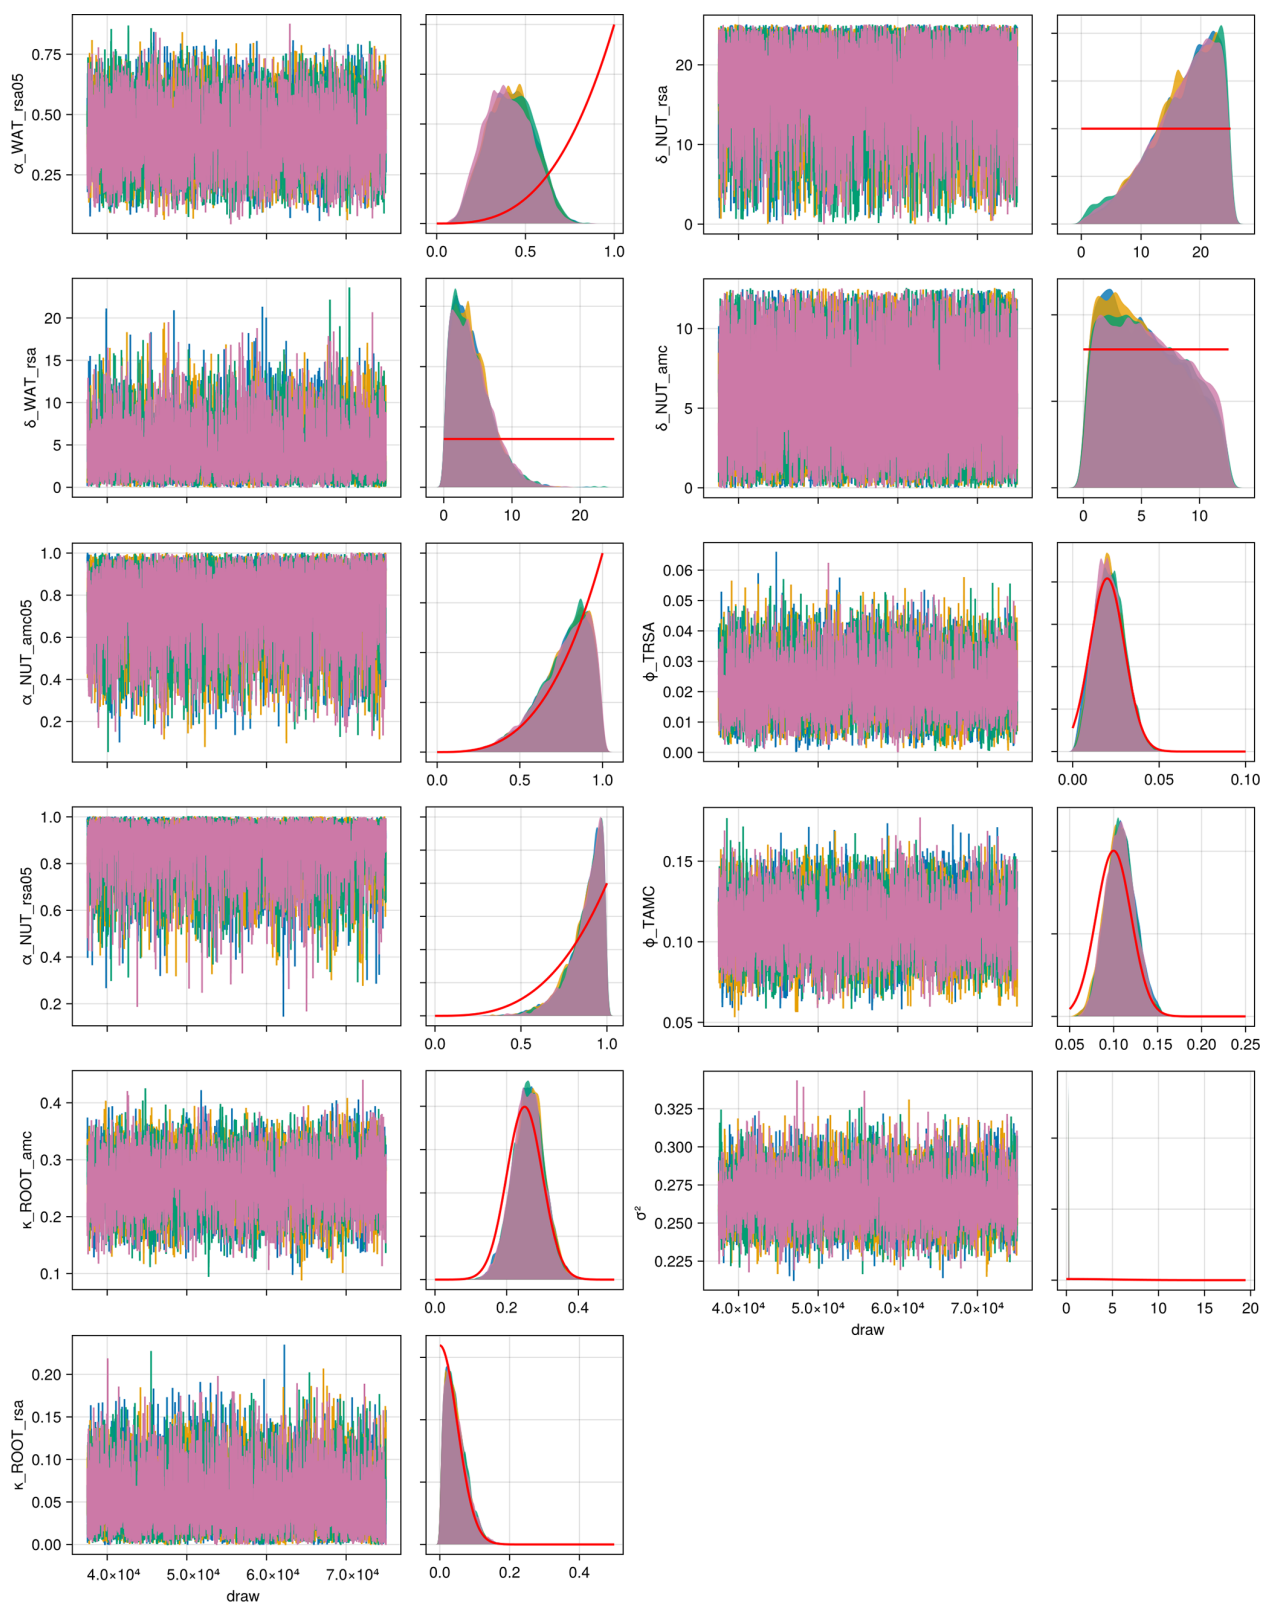 α_WAT_rsa05
0.75
0.50
0.25
0.0 0.5 1.0
δ_NUT_rsa
20
10
0
0 10 20
δ_WAT_rsa
20
15
10
5
0
0 10 20
δ_NUT_amc
10
5
0
0 5 10
α_NUT_amc05
1.0
0.8
0.6
0.4
0.2
0.0 0.5 1.0
ϕ_TRSA
0.06
0.05
0.04
0.03
0.02
0.01
0.00
0.00 0.05 0.10
α_NUT_rsa05
1.0
0.8
0.6
0.4
0.2
0.0 0.5 1.0
ϕ_TAMC
0.15
0.10
0.05
0.05 0.10 0.15 0.20 0.25
κ_ROOT_amc
0.4
0.3
0.2
0.1
0.0 0.2 0.4
σ²
0.325
0.300
0.275
0.250
0.225
4.0×10⁴ 5.0×10⁴ 6.0×10⁴ 7.0×10⁴
draw
0 5 10 15 20
κ_ROOT_rsa
0.20
0.15
0.10
0.05
0.00
4.0×10⁴ 5.0×10⁴ 6.0×10⁴ 7.0×10⁴
draw
0.0 0.2 0.4